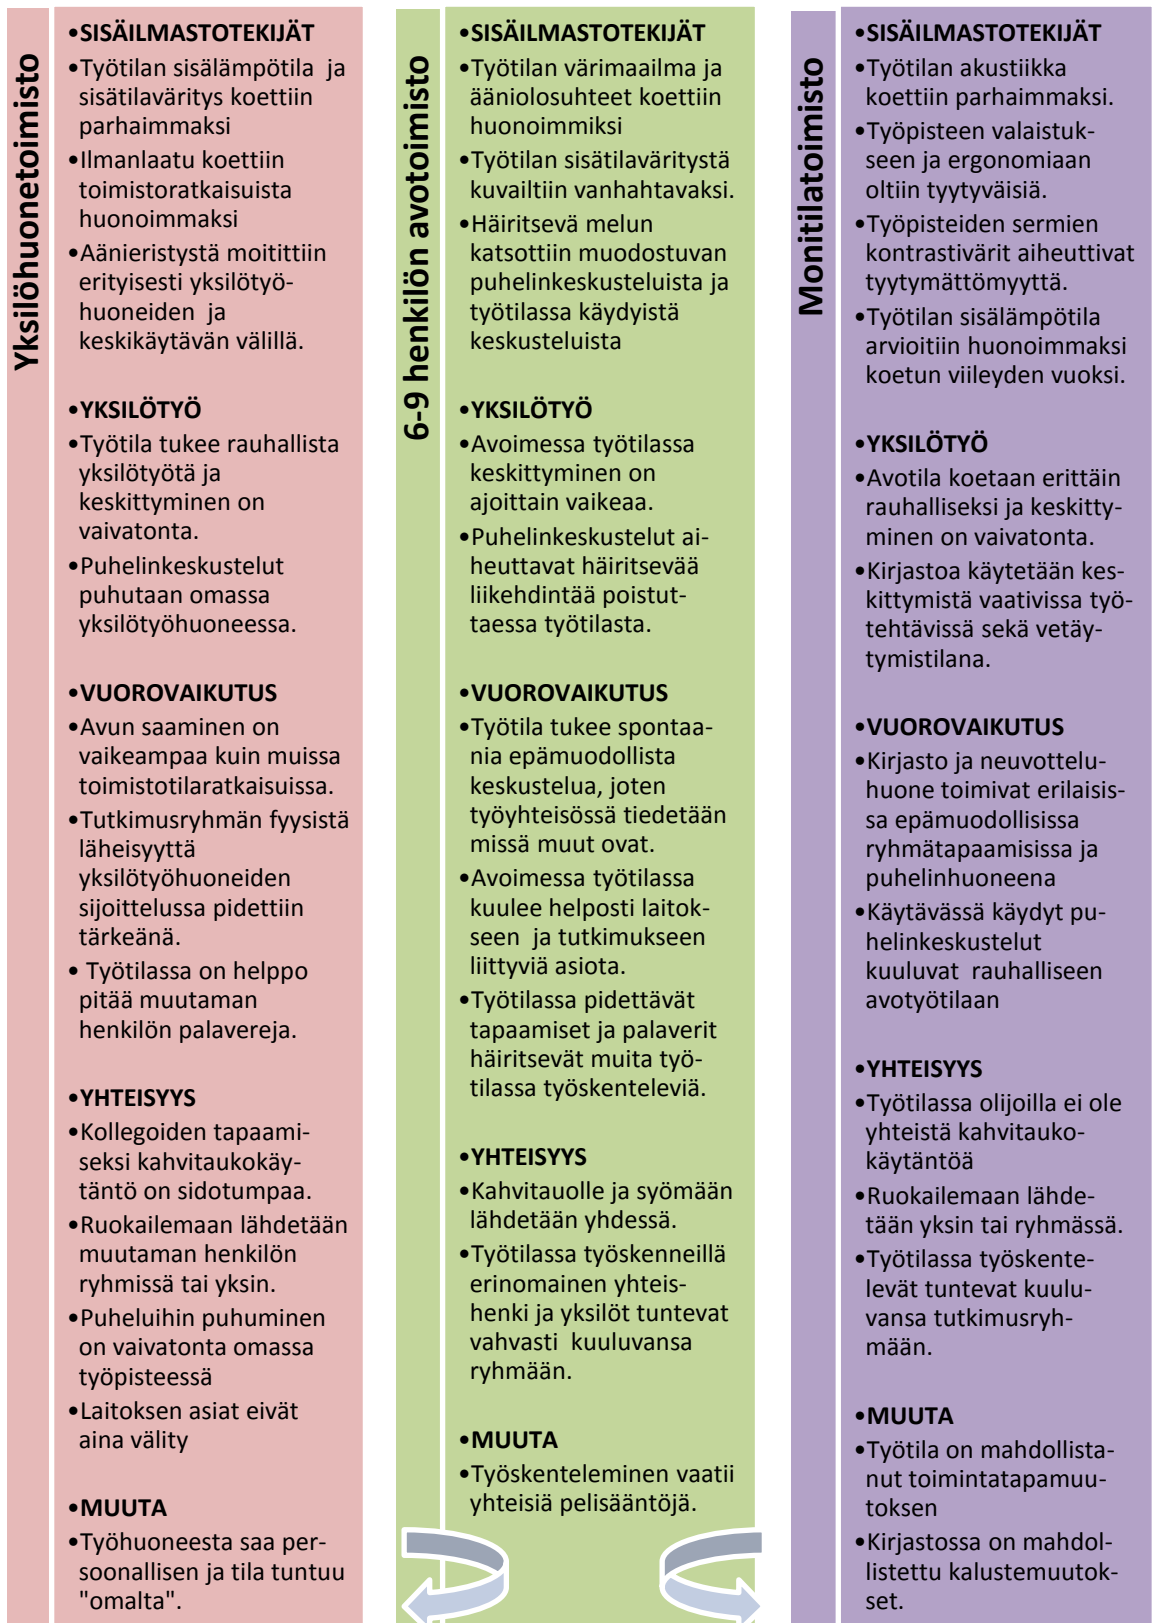 Yksilöhuonetoimisto
•SISÄILMASTOTEKIJÄT
•Työtilan sisälämpötila ja
sisätilaväritys koettiin
parhaimmaksi
•Ilmanlaatu koettiin
toimistoratkaisuista
huonoimmaksi
•Aänieristystä moitittiin
erityisesti yksilötyö-
huoneiden ja
keskikäytävän välillä.
•YKSILÖTYÖ
•Työtila tukee rauhallista
yksilötyötä ja
keskittyminen on
vaivatonta.
•Puhelinkeskustelut
puhutaan omassa
yksilötyöhuoneessa.
•VUOROVAIKUTUS
•Avun saaminen on
vaikeampaa kuin muissa
toimistotilaratkaisuissa.
•Tutkimusryhmän fyysistä
läheisyyttä
yksilötyöhuoneiden
sijoittelussa pidettiin
tärkeänä.
• Työtilassa on helppo
pitää muutaman
henkilön palavereja.
•YHTEISYYS
•Kollegoiden tapaami-
seksi kahvitaukokäy-
täntö on sidotumpaa.
•Ruokailemaan lähdetään
muutaman henkilön
ryhmissä tai yksin.
•Puheluihin puhuminen
on vaivatonta omassa
työpisteessä
•Laitoksen asiat eivät
aina välity
•MUUTA
•Työhuoneesta saa per-
soonallisen ja tila tuntuu
"omalta".
6-9 henkilön avotoimisto
•SISÄILMASTOTEKIJÄT
•Työtilan värimaailma ja
ääniolosuhteet koettiin
huonoimmiksi
•Työtilan sisätilaväritystä
kuvailtiin vanhahtavaksi.
•Häiritsevä melun
katsottiin muodostuvan
puhelinkeskusteluista ja
työtilassa käydyistä
keskusteluista
•YKSILÖTYÖ
•Avoimessa työtilassa
keskittyminen on
ajoittain vaikeaa.
•Puhelinkeskustelut ai-
heuttavat häiritsevää
liikehdintää poistut-
taessa työtilasta.
•VUOROVAIKUTUS
•Työtila tukee spontaa-
nia epämuodollista
keskustelua, joten
työyhteisössä tiedetään
missä muut ovat.
•Avoimessa työtilassa
kuulee helposti laitok-
seen ja tutkimukseen
liittyviä asiota.
•Työtilassa pidettävät
tapaamiset ja palaverit
häiritsevät muita työ-
tilassa työskenteleviä.
•YHTEISYYS
•Kahvitauolle ja syömään
lähdetään yhdessä.
•Työtilassa työskenneillä
erinomainen yhteis-
henki ja yksilöt tuntevat
vahvasti kuuluvansa
ryhmään.
•MUUTA
•Työskenteleminen vaatii
yhteisiä pelisääntöjä.
Monitilatoimisto
•SISÄILMASTOTEKIJÄT
•Työtilan akustiikka
koettiin parhaimmaksi.
•Työpisteen valaistuk-
seen ja ergonomiaan
oltiin tyytyväisiä.
•Työpisteiden sermien
kontrastivärit aiheuttivat
tyytymättömyyttä.
•Työtilan sisälämpötila
arvioitiin huonoimmaksi
koetun viileyden vuoksi.
•YKSILÖTYÖ
•Avotila koetaan erittäin
rauhalliseksi ja keskitty-
minen on vaivatonta.
•Kirjastoa käytetään kes-
kittymistä vaativissa työ-
tehtävissä sekä vetäy-
tymistilana.
•VUOROVAIKUTUS
•Kirjasto ja neuvottelu-
huone toimivat erilaisis-
sa epämuodollisissa
ryhmätapaamisissa ja
puhelinhuoneena
•Käytävässä käydyt pu-
helinkeskustelut
kuuluvat rauhalliseen
avotyötilaan
•YHTEISYYS
•Työtilassa olijoilla ei ole
yhteistä kahvitauko-
käytäntöä
•Ruokailemaan lähde-
tään yksin tai ryhmässä.
•Työtilassa työskente-
levät tuntevat kuulu-
vansa tutkimusryh-
mään.
•MUUTA
•Työtila on mahdollista-
nut toimintatapamuu-
toksen
•Kirjastossa on mahdol-
listettu kalustemuutok-
set.